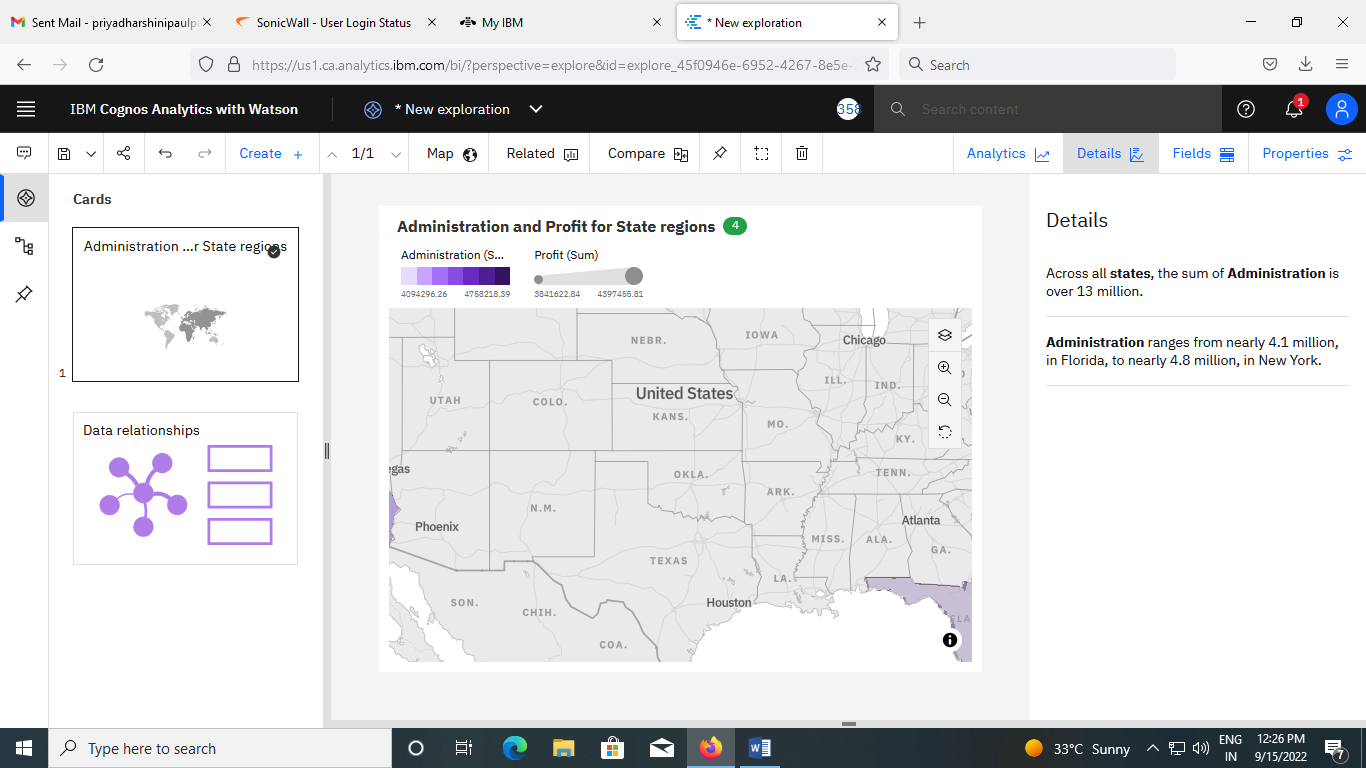 Sent Mail - priyadharshinipaulpa
SonicWall - User Login Status
My IBM
* New exploration
https://us1.ca.analytics.ibm.com/bi/?perspective=explore&id=explore_45f0946e-6952-4267-8e5e-
Search
IBM Cognos Analytics with Watson
* New exploration
358
Search content
1
Create
1/1
Map
Related
Compare
Analytics
Details
Fields
Properties
Cards
Administration ...r State regions
1
Data relationships
Administration and Profit for State regions
4
Administration (S...
Profit (Sum)
4094296.26
4758218.39
3841622.84
4397455.81
NEBR.
IOWA
Chicago
UTAH
COLO.
United States
KANS.
ILL.
IND.
MO.
KY.
egas
OKLA.
TENN.
ARK.
Phoenix
N.M.
Atlanta
MISS.
ALA.
GA.
TEXAS
LA.
SON.
CHIH.
Houston
COA.
Details
Across all states, the sum of Administration is
over 13 million.
Administration ranges from nearly 4.1 million,
in Florida, to nearly 4.8 million, in New York.
Type here to search
33°C Sunny
ENG
IN
12:26 PM
9/15/2022
7